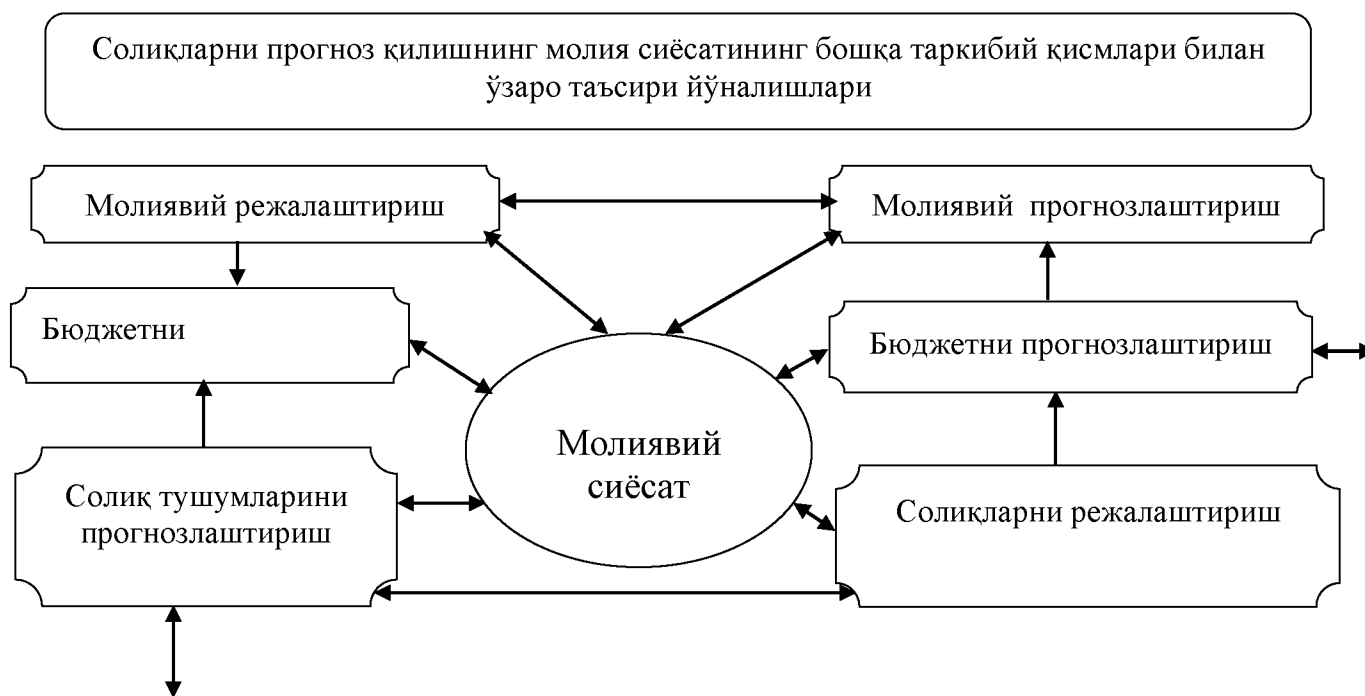 Солиқларни прогноз қилишнинг молия сиёсатининг бошқа таркибий қисмлари билан
ўзаро таъсири йўналишлари
Молиявий режалаштириш
Молиявий прогнозлаштириш
Бюджетни
Бюджетни прогнозлаштириш
Молиявий
сиёсат
Солиқ тушумларини
прогнозлаштириш
Солиқларни режалаштириш